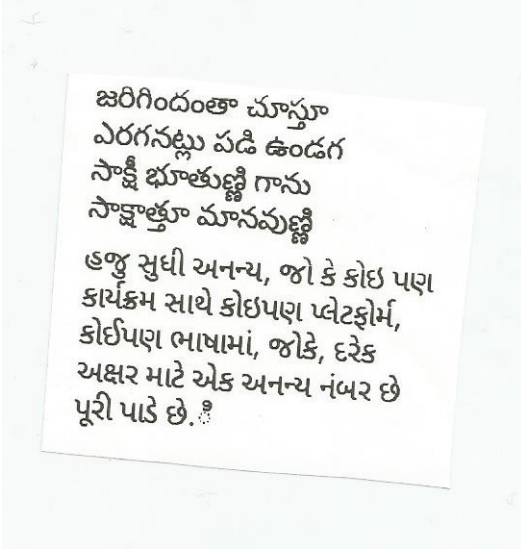 జరిగిందంతా చూస్తూ
ఎరగనట్లు పడి ఉండగ
సాక్షీ భూతుణ్ణి గాను
సాక్షాత్తూ మానవుణ్ణి
હજુ સુધી અનન્ય, જો કે કોઇ પણ
કાર્યક્રમ સાથે કોઇપણ પ્લેટફોર્મ,
કોઈપણ ભાષામાં, જોકે, દરેક
અક્ષર માટે એક અનન્ય નંબર છે
પૂરી પાડે છે.